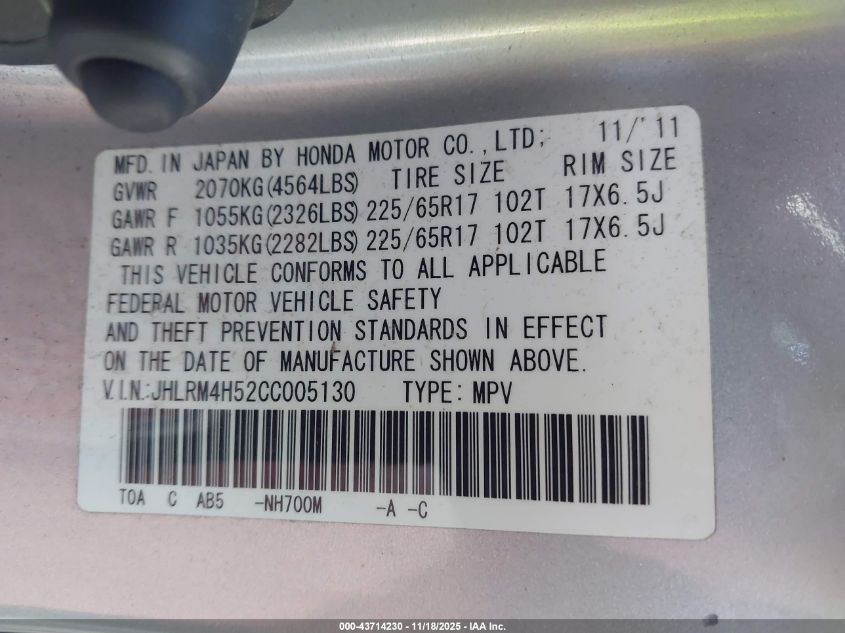 MFD. IN JAPAN BY HONDA MOTOR CO., LTD; 11/'11
GVWR 2070KG(4564LBS) TIRE SIZE RIM SIZE
GAWR F 1055KG(2326LBS) 225/65R17 102T 17X6.5J
GAWR R 1035KG(2282LBS) 225/65R17 102T 17X6.5J
THIS VEHICLE CONFORMS TO ALL APPLICABLE
FEDERAL MOTOR VEHICLE SAFETY
AND THEFT PREVENTION STANDARDS IN EFFECT
ON THE DATE OF MANUFACTURE SHOWN ABOVE.
V.I.N.:JHLRM4H52CC005130 TYPE: MPV
TOA C AB5 -NH700M -A -C
000-43714230 - 11/18/2025 - IAA Inc.